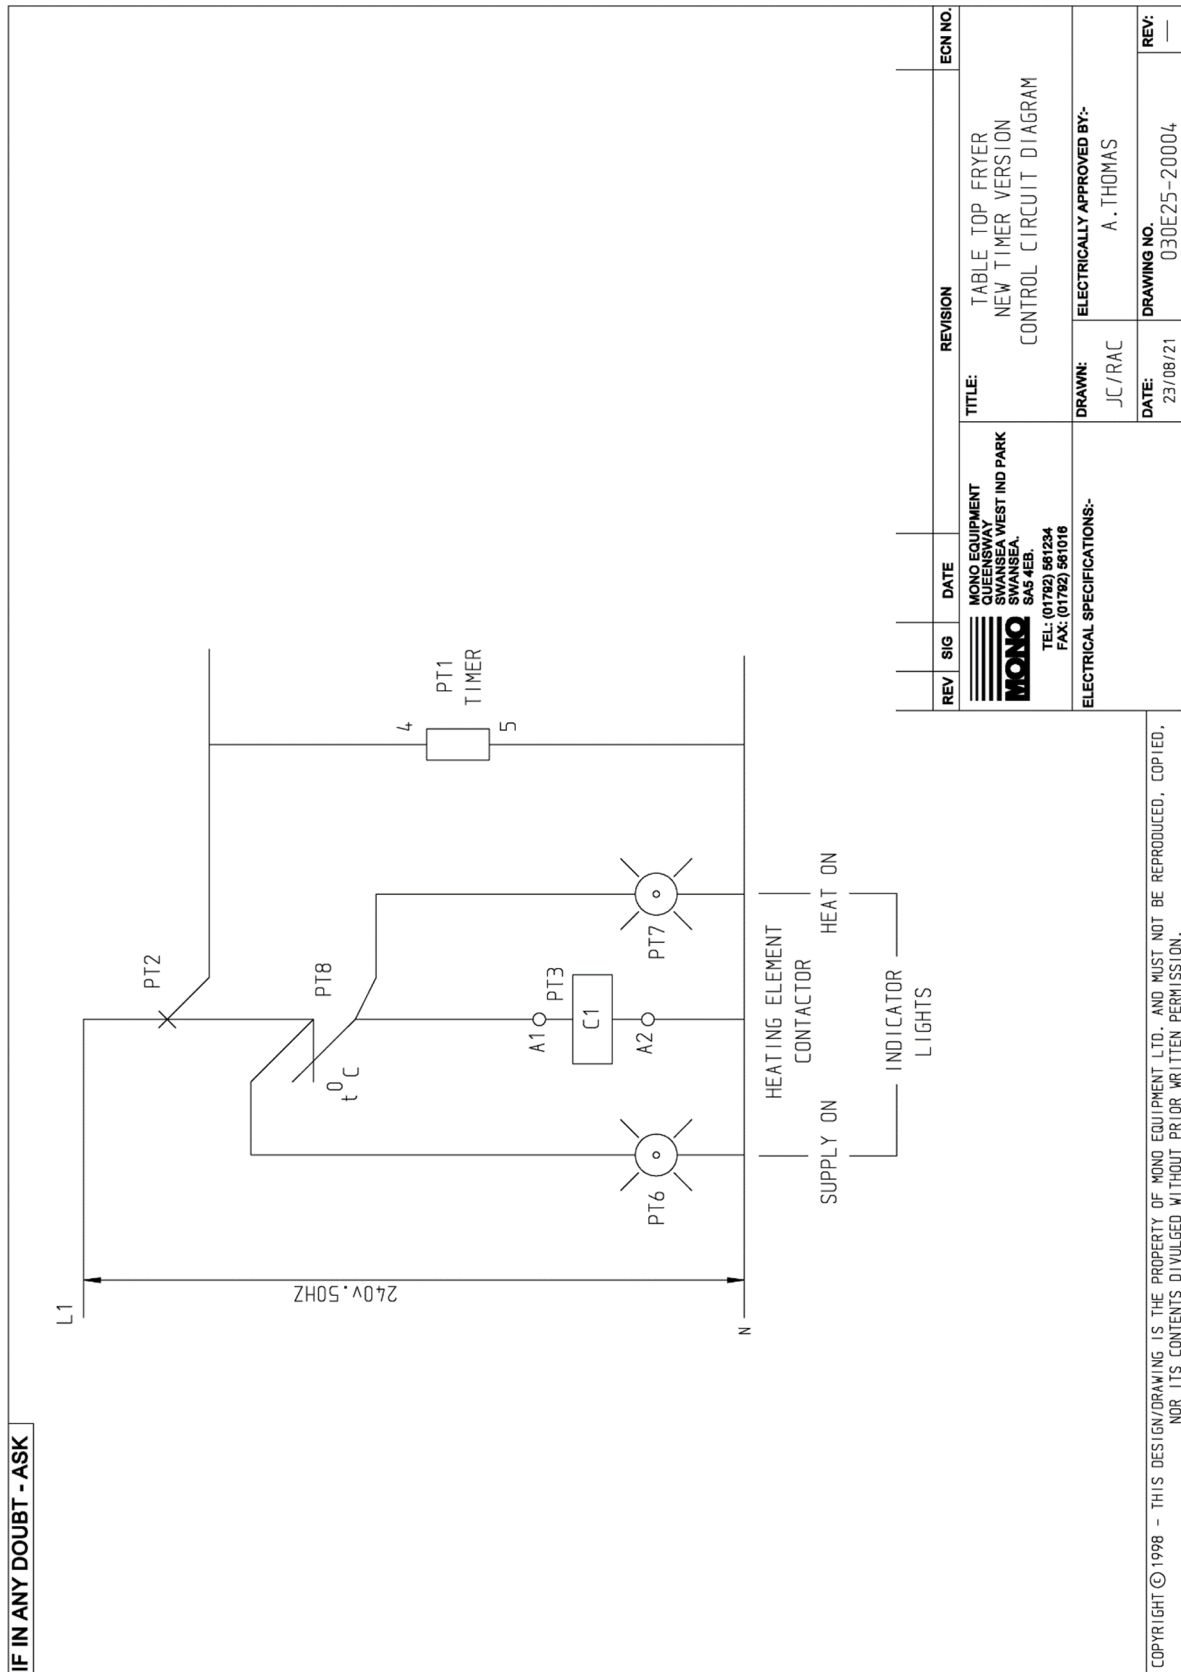 IF IN ANY DOUBT - ASK
L1
240v.50HZ
N
PT2
PT8
t⁰C
A1
PT3
C1
A2
PT6
PT7
4
PT1
TIMER
5
SUPPLY ON
HEATING ELEMENT
CONTACTOR
HEAT ON
INDICATOR
LIGHTS
REV
SIG
DATE
REVISION
ECN NO.
MONO
MONO EQUIPMENT
QUEENSWAY
SWANSEA WEST IND PARK
SWANSEA.
SA5 4EB.
TEL: (01792) 561234
FAX: (01792) 561016
TITLE:
TABLE TOP FRYER
NEW TIMER VERSION
CONTROL CIRCUIT DIAGRAM
ELECTRICAL SPECIFICATIONS:-
DRAWN:
JC/RAC
ELECTRICALLY APPROVED BY:-
A.THOMAS
DATE:
23/08/21
DRAWING NO.
030E25-20004
REV:
—
COPYRIGHT © 1998 - THIS DESIGN/DRAWING IS THE PROPERTY OF MONO EQUIPMENT LTD. AND MUST NOT BE REPRODUCED, COPIED,
NOR ITS CONTENTS DIVULGED WITHOUT PRIOR WRITTEN PERMISSION.